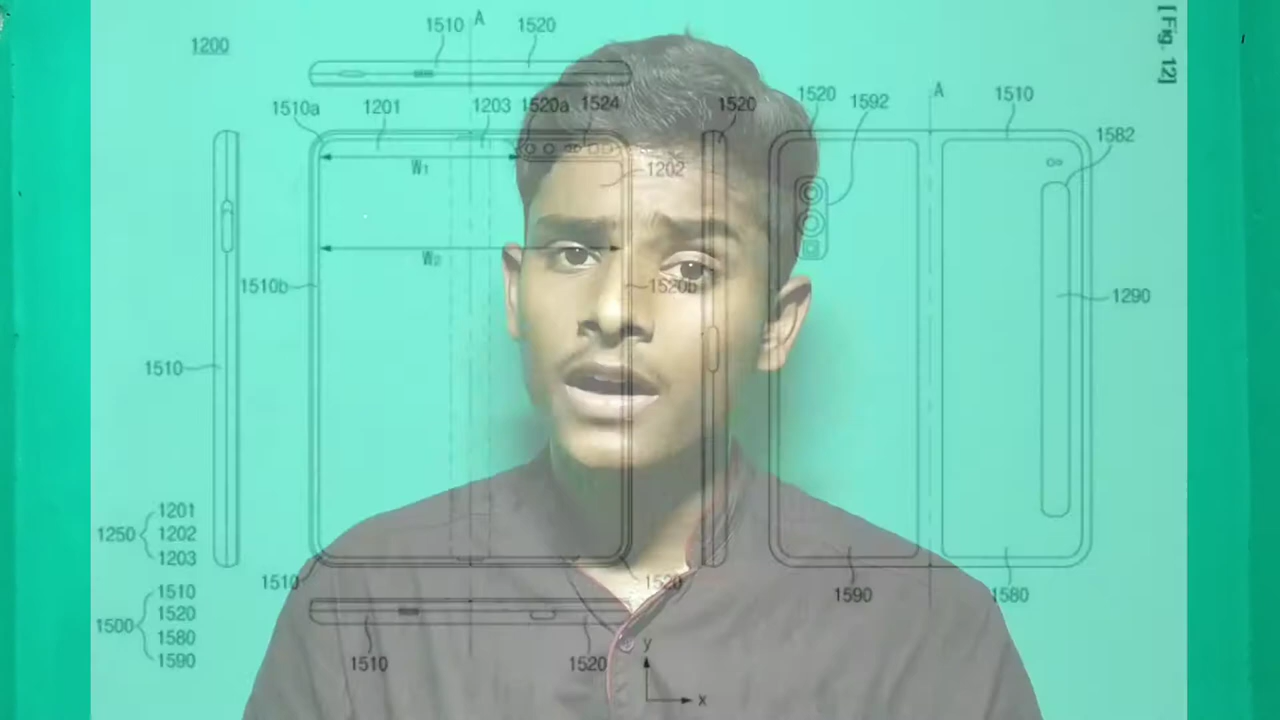 [Fig. 12]
1200
1510 A 1520
1510a 1201 1203 1520a 1524
1520 1520 1592 A 1510
1582
W1
1202
W2
1510b 1520b
1290
1510
1250 1201
1202
1203
1510 1520
1590 1580
1500 1510
1520
1580
1590
1510 1520
y
x